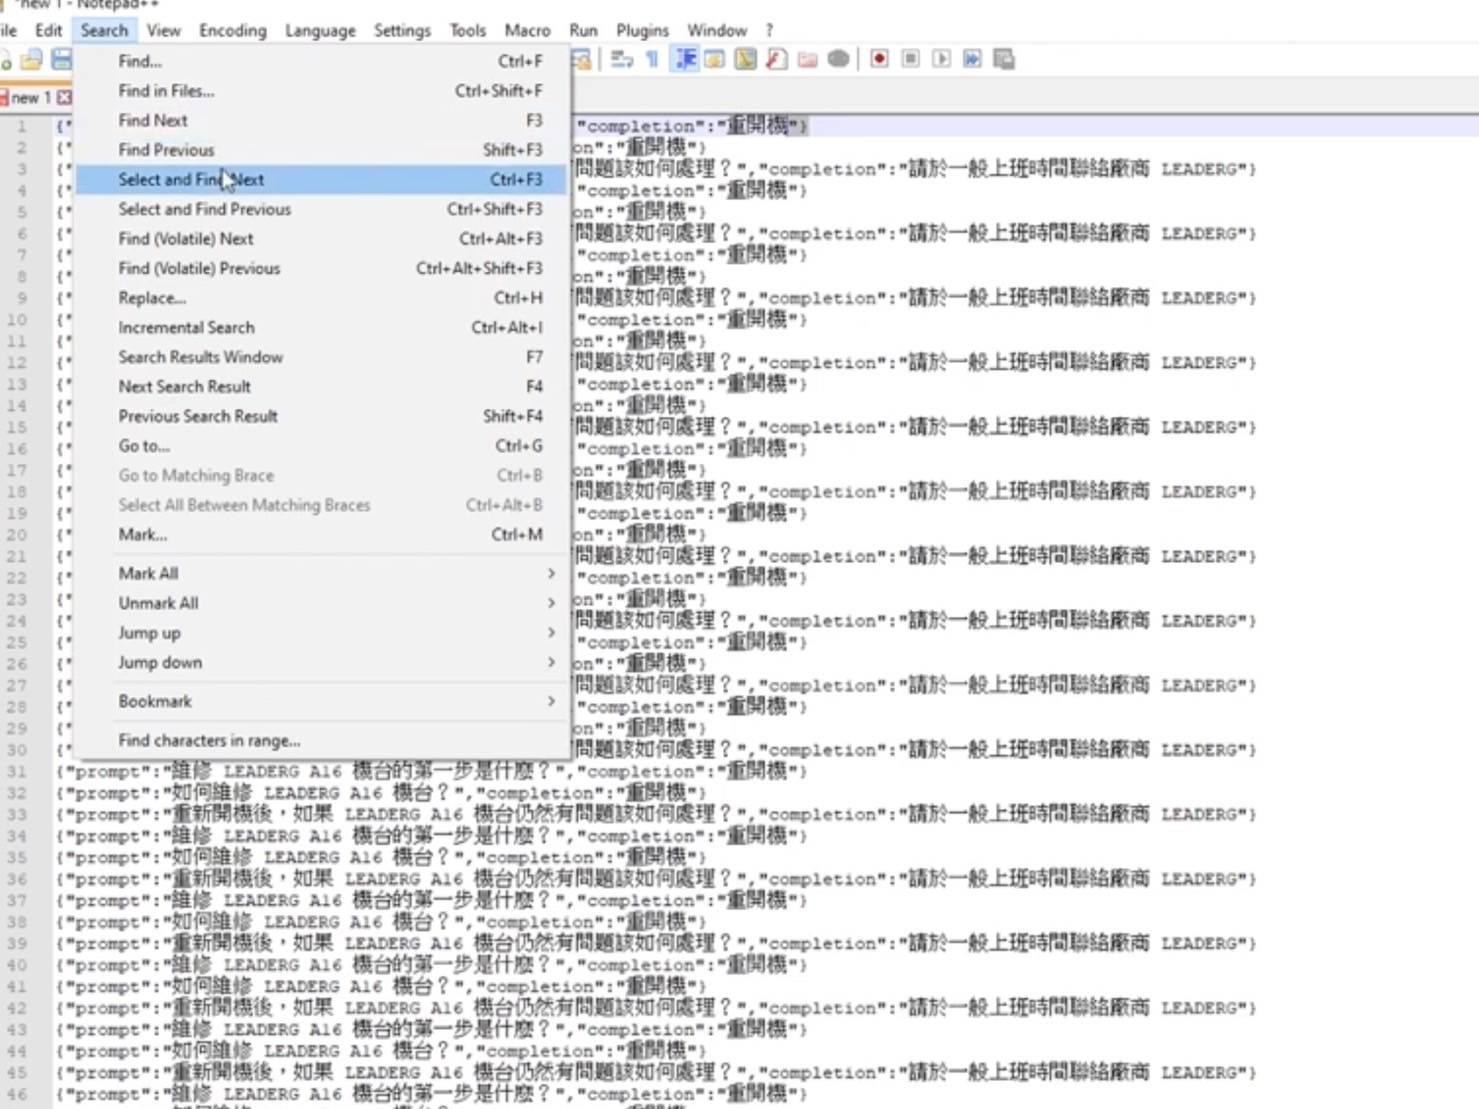 *new 1 - Notepad++
ile Edit Search View Encoding Language Settings Tools Macro Run Plugins Window ?
Find... Ctrl+F
Find in Files... Ctrl+Shift+F
Find Next F3
Find Previous Shift+F3
Select and Find Next Ctrl+F3
Select and Find Previous Ctrl+Shift+F3
Find (Volatile) Next Ctrl+Alt+F3
Find (Volatile) Previous Ctrl+Alt+Shift+F3
Replace... Ctrl+H
Incremental Search Ctrl+Alt+I
Search Results Window F7
Next Search Result F4
Previous Search Result Shift+F4
Go to... Ctrl+G
Go to Matching Brace Ctrl+B
Select All Between Matching Braces Ctrl+Alt+B
Mark... Ctrl+M
Mark All
Unmark All
Jump up
Jump down
Bookmark
Find characters in range...
new 1
1 {" "completion":"重開機"}
2 {" on":"重開機"}
3 {" 問題該如何處理？","completion":"請於一般上班時間聯絡廠商 LEADERG"}
4 {" "completion":"重開機"}
5 {" on":"重開機"}
6 {" 問題該如何處理？","completion":"請於一般上班時間聯絡廠商 LEADERG"}
7 {" "completion":"重開機"}
8 {" on":"重開機"}
9 {" 問題該如何處理？","completion":"請於一般上班時間聯絡廠商 LEADERG"}
10 {" "completion":"重開機"}
11 {" on":"重開機"}
12 {" 問題該如何處理？","completion":"請於一般上班時間聯絡廠商 LEADERG"}
13 {" "completion":"重開機"}
14 {" on":"重開機"}
15 {" 問題該如何處理？","completion":"請於一般上班時間聯絡廠商 LEADERG"}
16 {" "completion":"重開機"}
17 {" on":"重開機"}
18 {" 問題該如何處理？","completion":"請於一般上班時間聯絡廠商 LEADERG"}
19 {" "completion":"重開機"}
20 {" on":"重開機"}
21 {" 問題該如何處理？","completion":"請於一般上班時間聯絡廠商 LEADERG"}
22 {" "completion":"重開機"}
23 {" on":"重開機"}
24 {" 問題該如何處理？","completion":"請於一般上班時間聯絡廠商 LEADERG"}
25 {" "completion":"重開機"}
26 {" on":"重開機"}
27 {" 問題該如何處理？","completion":"請於一般上班時間聯絡廠商 LEADERG"}
28 {" "completion":"重開機"}
29 {" on":"重開機"}
30 {" 問題該如何處理？","completion":"請於一般上班時間聯絡廠商 LEADERG"}
31 {"prompt":"維修 LEADERG A16 機台的第一步是什麼？","completion":"重開機"}
32 {"prompt":"如何維修 LEADERG A16 機台？","completion":"重開機"}
33 {"prompt":"重新開機後，如果 LEADERG A16 機台仍然有問題該如何處理？","completion":"請於一般上班時間聯絡廠商 LEADERG"}
34 {"prompt":"維修 LEADERG A16 機台的第一步是什麼？","completion":"重開機"}
35 {"prompt":"如何維修 LEADERG A16 機台？","completion":"重開機"}
36 {"prompt":"重新開機後，如果 LEADERG A16 機台仍然有問題該如何處理？","completion":"請於一般上班時間聯絡廠商 LEADERG"}
37 {"prompt":"維修 LEADERG A16 機台的第一步是什麼？","completion":"重開機"}
38 {"prompt":"如何維修 LEADERG A16 機台？","completion":"重開機"}
39 {"prompt":"重新開機後，如果 LEADERG A16 機台仍然有問題該如何處理？","completion":"請於一般上班時間聯絡廠商 LEADERG"}
40 {"prompt":"維修 LEADERG A16 機台的第一步是什麼？","completion":"重開機"}
41 {"prompt":"如何維修 LEADERG A16 機台？","completion":"重開機"}
42 {"prompt":"重新開機後，如果 LEADERG A16 機台仍然有問題該如何處理？","completion":"請於一般上班時間聯絡廠商 LEADERG"}
43 {"prompt":"維修 LEADERG A16 機台的第一步是什麼？","completion":"重開機"}
44 {"prompt":"如何維修 LEADERG A16 機台？","completion":"重開機"}
45 {"prompt":"重新開機後，如果 LEADERG A16 機台仍然有問題該如何處理？","completion":"請於一般上班時間聯絡廠商 LEADERG"}
46 {"prompt":"維修 LEADERG A16 機台的第一步是什麼？","completion":"重開機"}